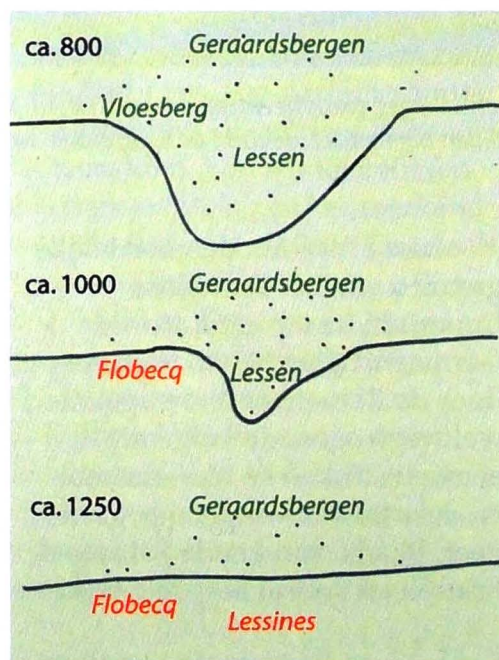 ca. 800
Geraardsbergen
Vloesberg
Lessen
ca. 1000
Geraardsbergen
Flobecq
Lessen
ca. 1250
Geraardsbergen
Flobecq
Lessines